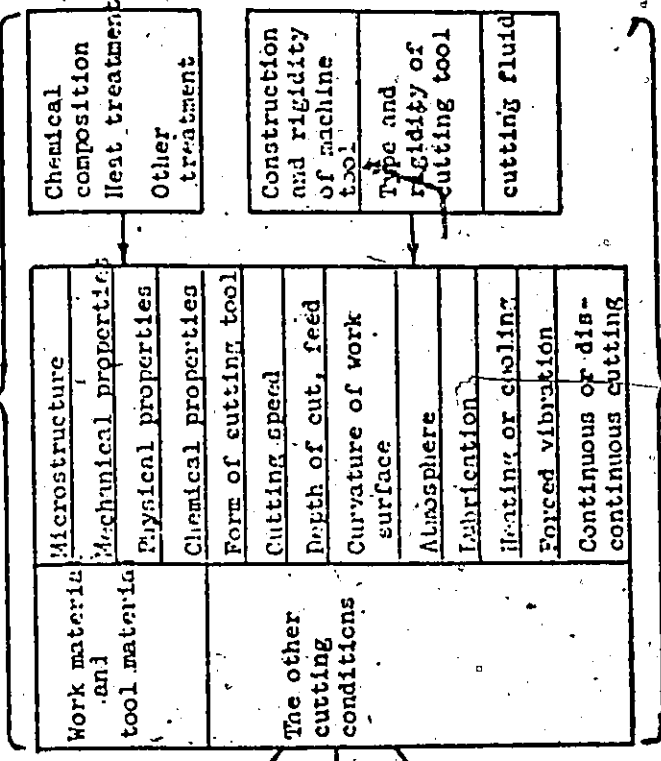 Work material
and
tool material
The other
cutting
conditions
Microstructure
Mechanical properties
Physical properties
Chemical properties
Form of cutting tool
Cutting speed
Depth of cut, feed
Curvature of work
surface
Atmosphere
Lubrication
Heating or cooling
Forced vibration
Continuous or dis-
continuous cutting
Chemical
composition
Heat treatment
Other
treatment
Construction
and rigidity
of machine
tool
Type and
rigidity of
cutting tool
cutting fluid